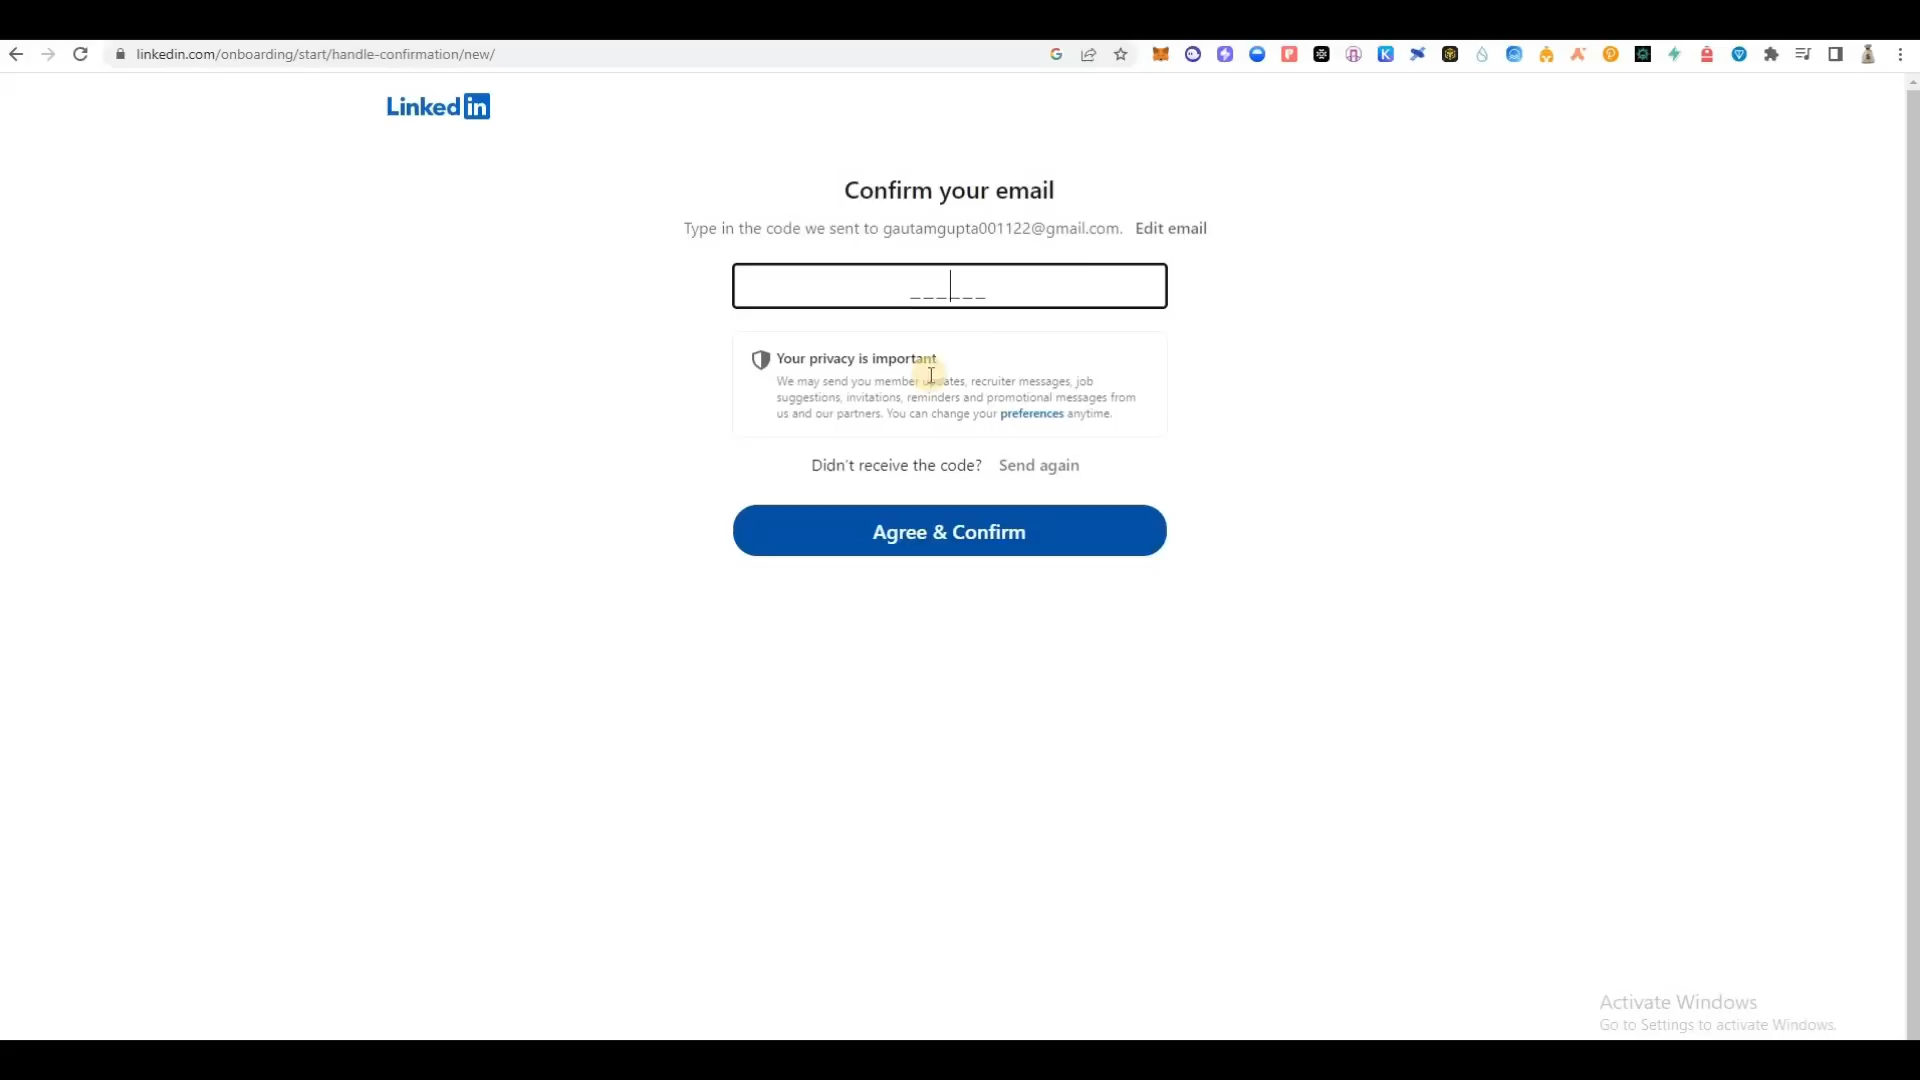 linkedin.com/onboarding/start/handle-confirmation/new/
Linked in
Confirm your email
Type in the code we sent to gautamgupta001122@gmail.com. Edit email
______
Your privacy is important
We may send you member updates, recruiter messages, job
suggestions, invitations, reminders and promotional messages from
us and our partners. You can change your preferences anytime.
Didn't receive the code? Send again
Agree & Confirm
Activate Windows
Go to Settings to activate Windows.